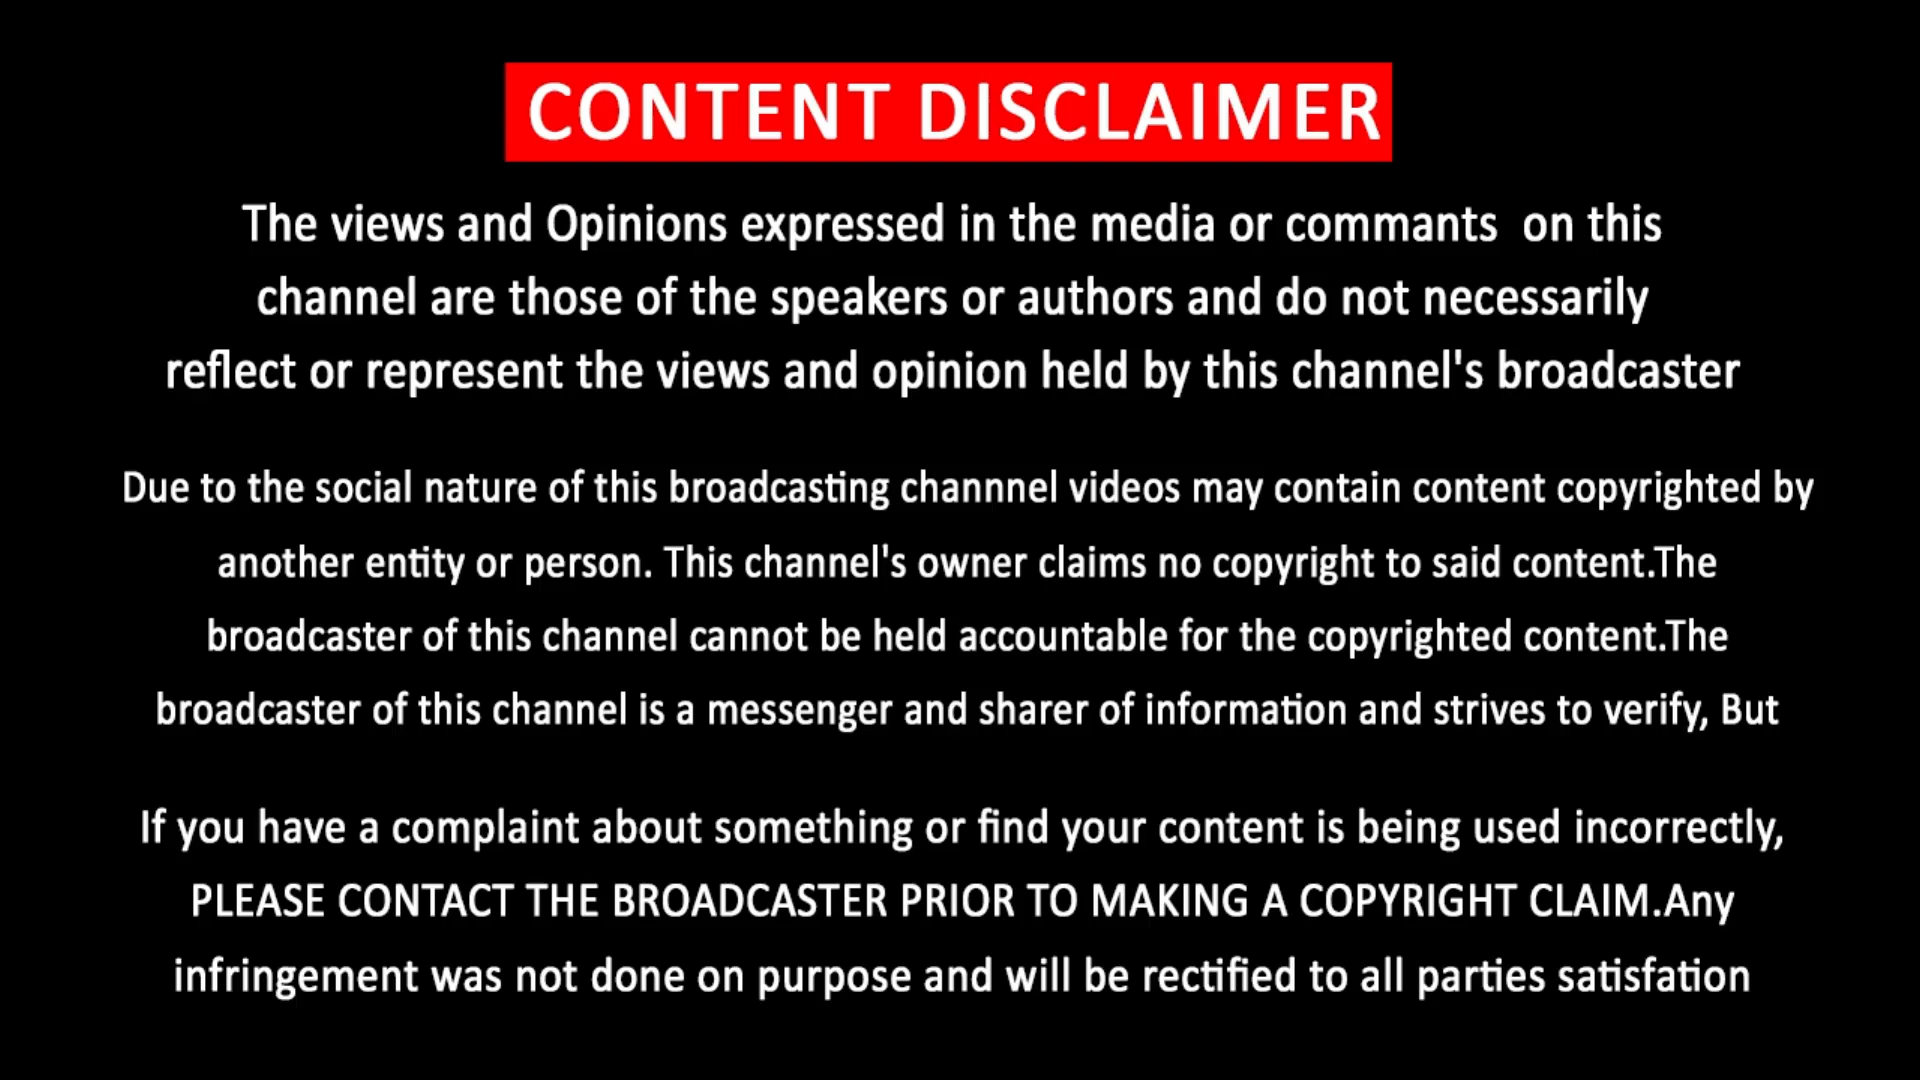 CONTENT DISCLAIMER
The views and Opinions expressed in the media or commants  on this
channel are those of the speakers or authors and do not necessarily
reflect or represent the views and opinion held by this channel's broadcaster
Due to the social nature of this broadcasting channnel videos may contain content copyrighted by
another entity or person. This channel's owner claims no copyright to said content.The
broadcaster of this channel cannot be held accountable for the copyrighted content.The
broadcaster of this channel is a messenger and sharer of information and strives to verify, But
If you have a complaint about something or find your content is being used incorrectly,
PLEASE CONTACT THE BROADCASTER PRIOR TO MAKING A COPYRIGHT CLAIM.Any
infringement was not done on purpose and will be rectified to all parties satisfation